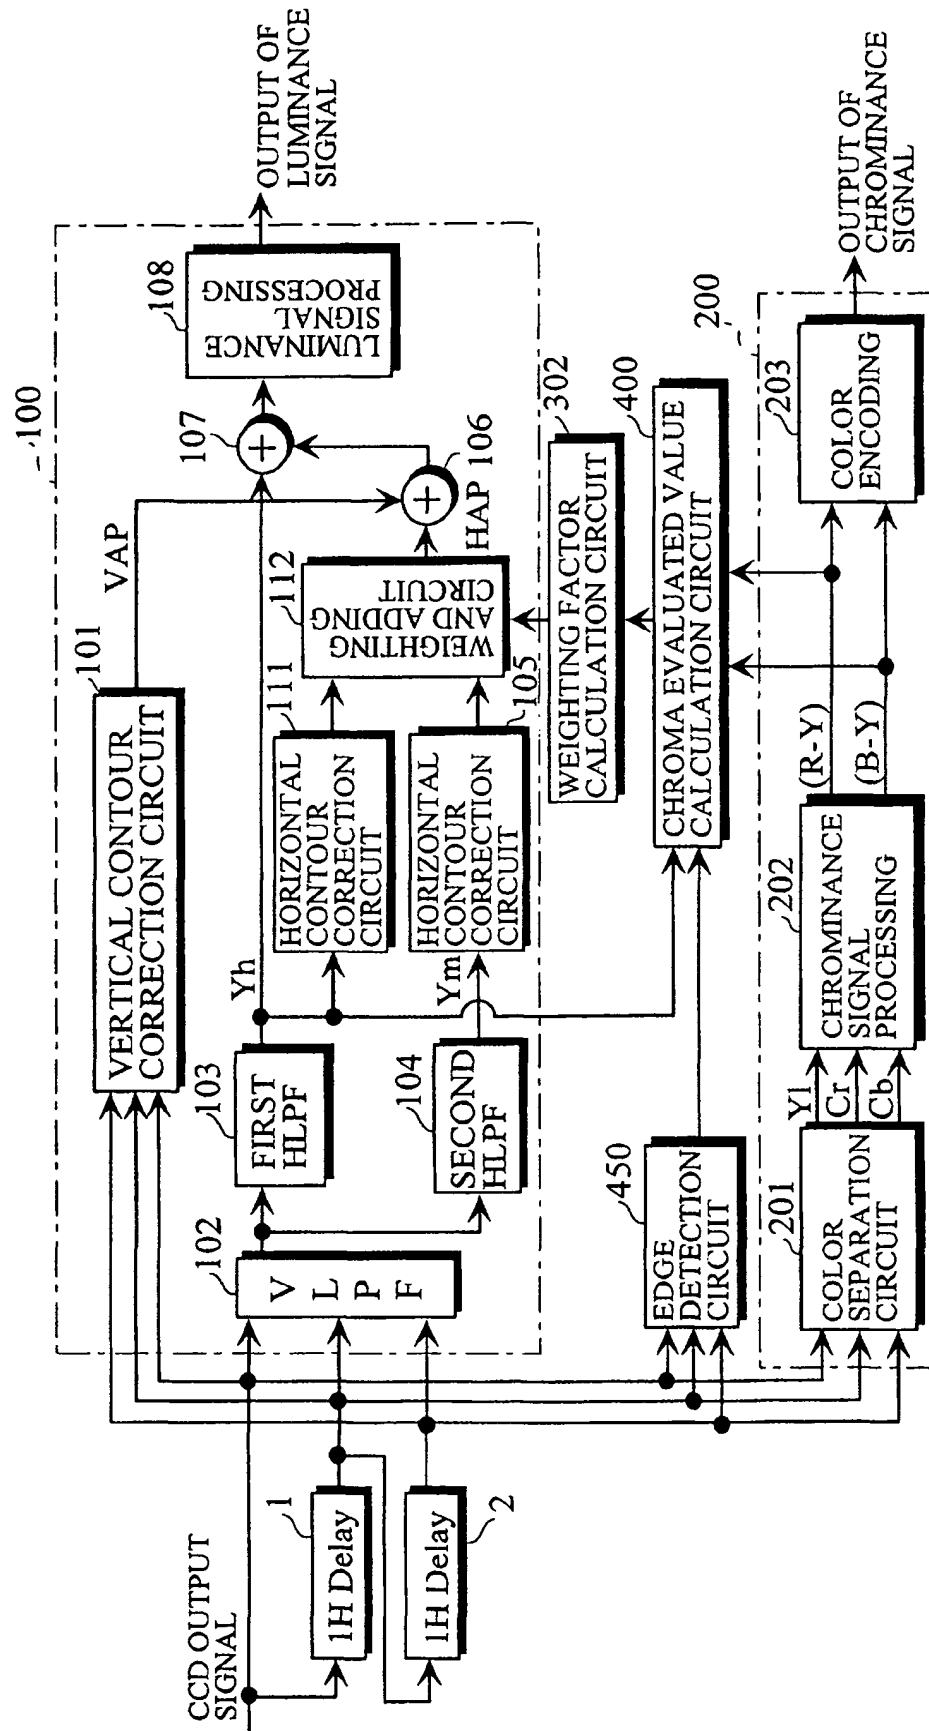 CCD OUTPUT
SIGNAL
1
1H Delay
2
1H Delay
100
101
VERTICAL CONTOUR
CORRECTION CIRCUIT
VAP
102
V
L
P
F
103
FIRST
HLPF
Yh
104
SECOND
HLPF
Ym
111
HORIZONTAL
CONTOUR
CORRECTION
CIRCUIT
105
HORIZONTAL
CONTOUR
CORRECTION
CIRCUIT
112
WEIGHTING
AND ADDING
CIRCUIT
HAP
106
+
107
+
108
LUMINANCE
SIGNAL
PROCESSING
OUTPUT OF
LUMINANCE
SIGNAL
302
WEIGHTING FACTOR
CALCULATION CIRCUIT
400
CHROMA EVALUATED VALUE
CALCULATION CIRCUIT
450
EDGE
DETECTION
CIRCUIT
200
201
COLOR
SEPARATION
CIRCUIT
Yl
Cr
Cb
202
CHROMINANCE
SIGNAL
PROCESSING
(R-Y)
(B-Y)
203
COLOR
ENCODING
OUTPUT OF
CHROMINANCE
SIGNAL